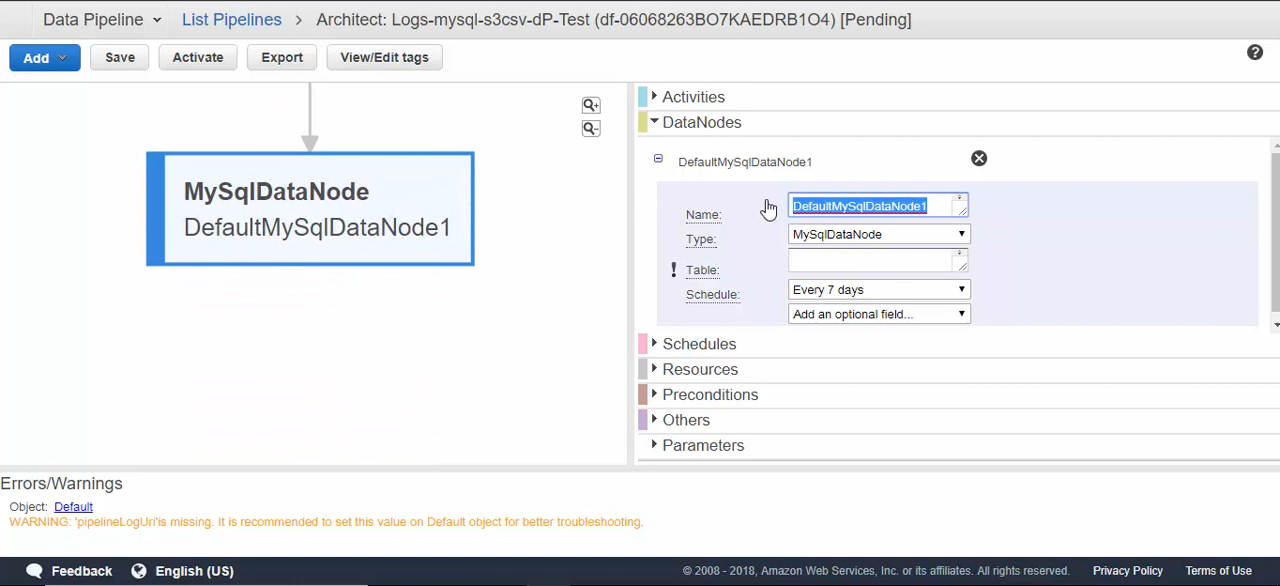 Data Pipeline List Pipelines > Architect: Logs-mysql-s3csv-dP-Test (df-06068263BO7KAEDRB1O4) [Pending]
Add Save Activate Export View/Edit tags ?
Activities
DataNodes
DefaultMySqlDataNode1
MySqlDataNode
DefaultMySqlDataNode1
Name: DefaultMySqlDataNode1
Type: MySqlDataNode
! Table:
Schedule: Every 7 days
Add an optional field...
Schedules
Resources
Preconditions
Others
Parameters
Errors/Warnings
Object: Default
WARNING: 'pipelineLogUri'is missing. It is recommended to set this value on Default object for better troubleshooting.
Feedback English (US) © 2008 - 2018, Amazon Web Services, Inc. or its affiliates. All rights reserved. Privacy Policy Terms of Use